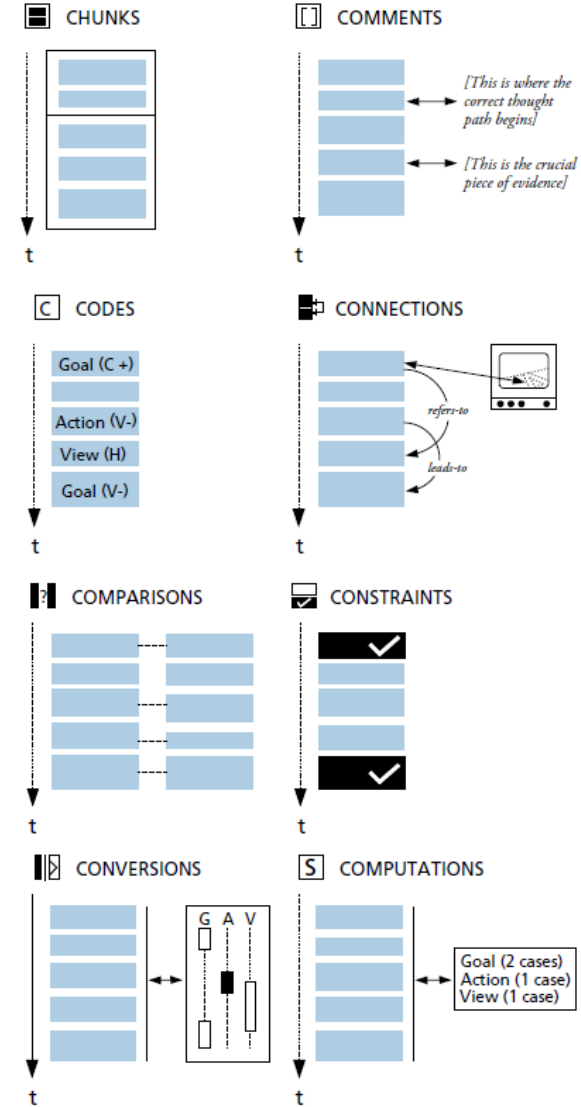 CHUNKS
t
[ ] COMMENTS
[This is where the
correct thought
path begins]
[This is the crucial
piece of evidence]
t
C CODES
Goal (C +)
Action (V-)
View (H)
Goal (V-)
t
CONNECTIONS
refers-to
leads-to
t
? COMPARISONS
t
CONSTRAINTS
t
CONVERSIONS
G A V
t
S COMPUTATIONS
Goal (2 cases)
Action (1 case)
View (1 case)
t